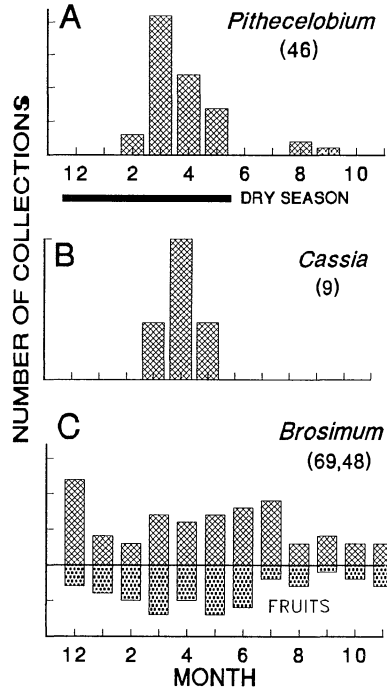 A
Pithecelobium
(46)
12 2 4 6 8 10
DRY SEASON
NUMBER OF COLLECTIONS
B
Cassia
(9)
C
Brosimum
(69,48)
FRUITS
12 2 4 6 8 10
MONTH